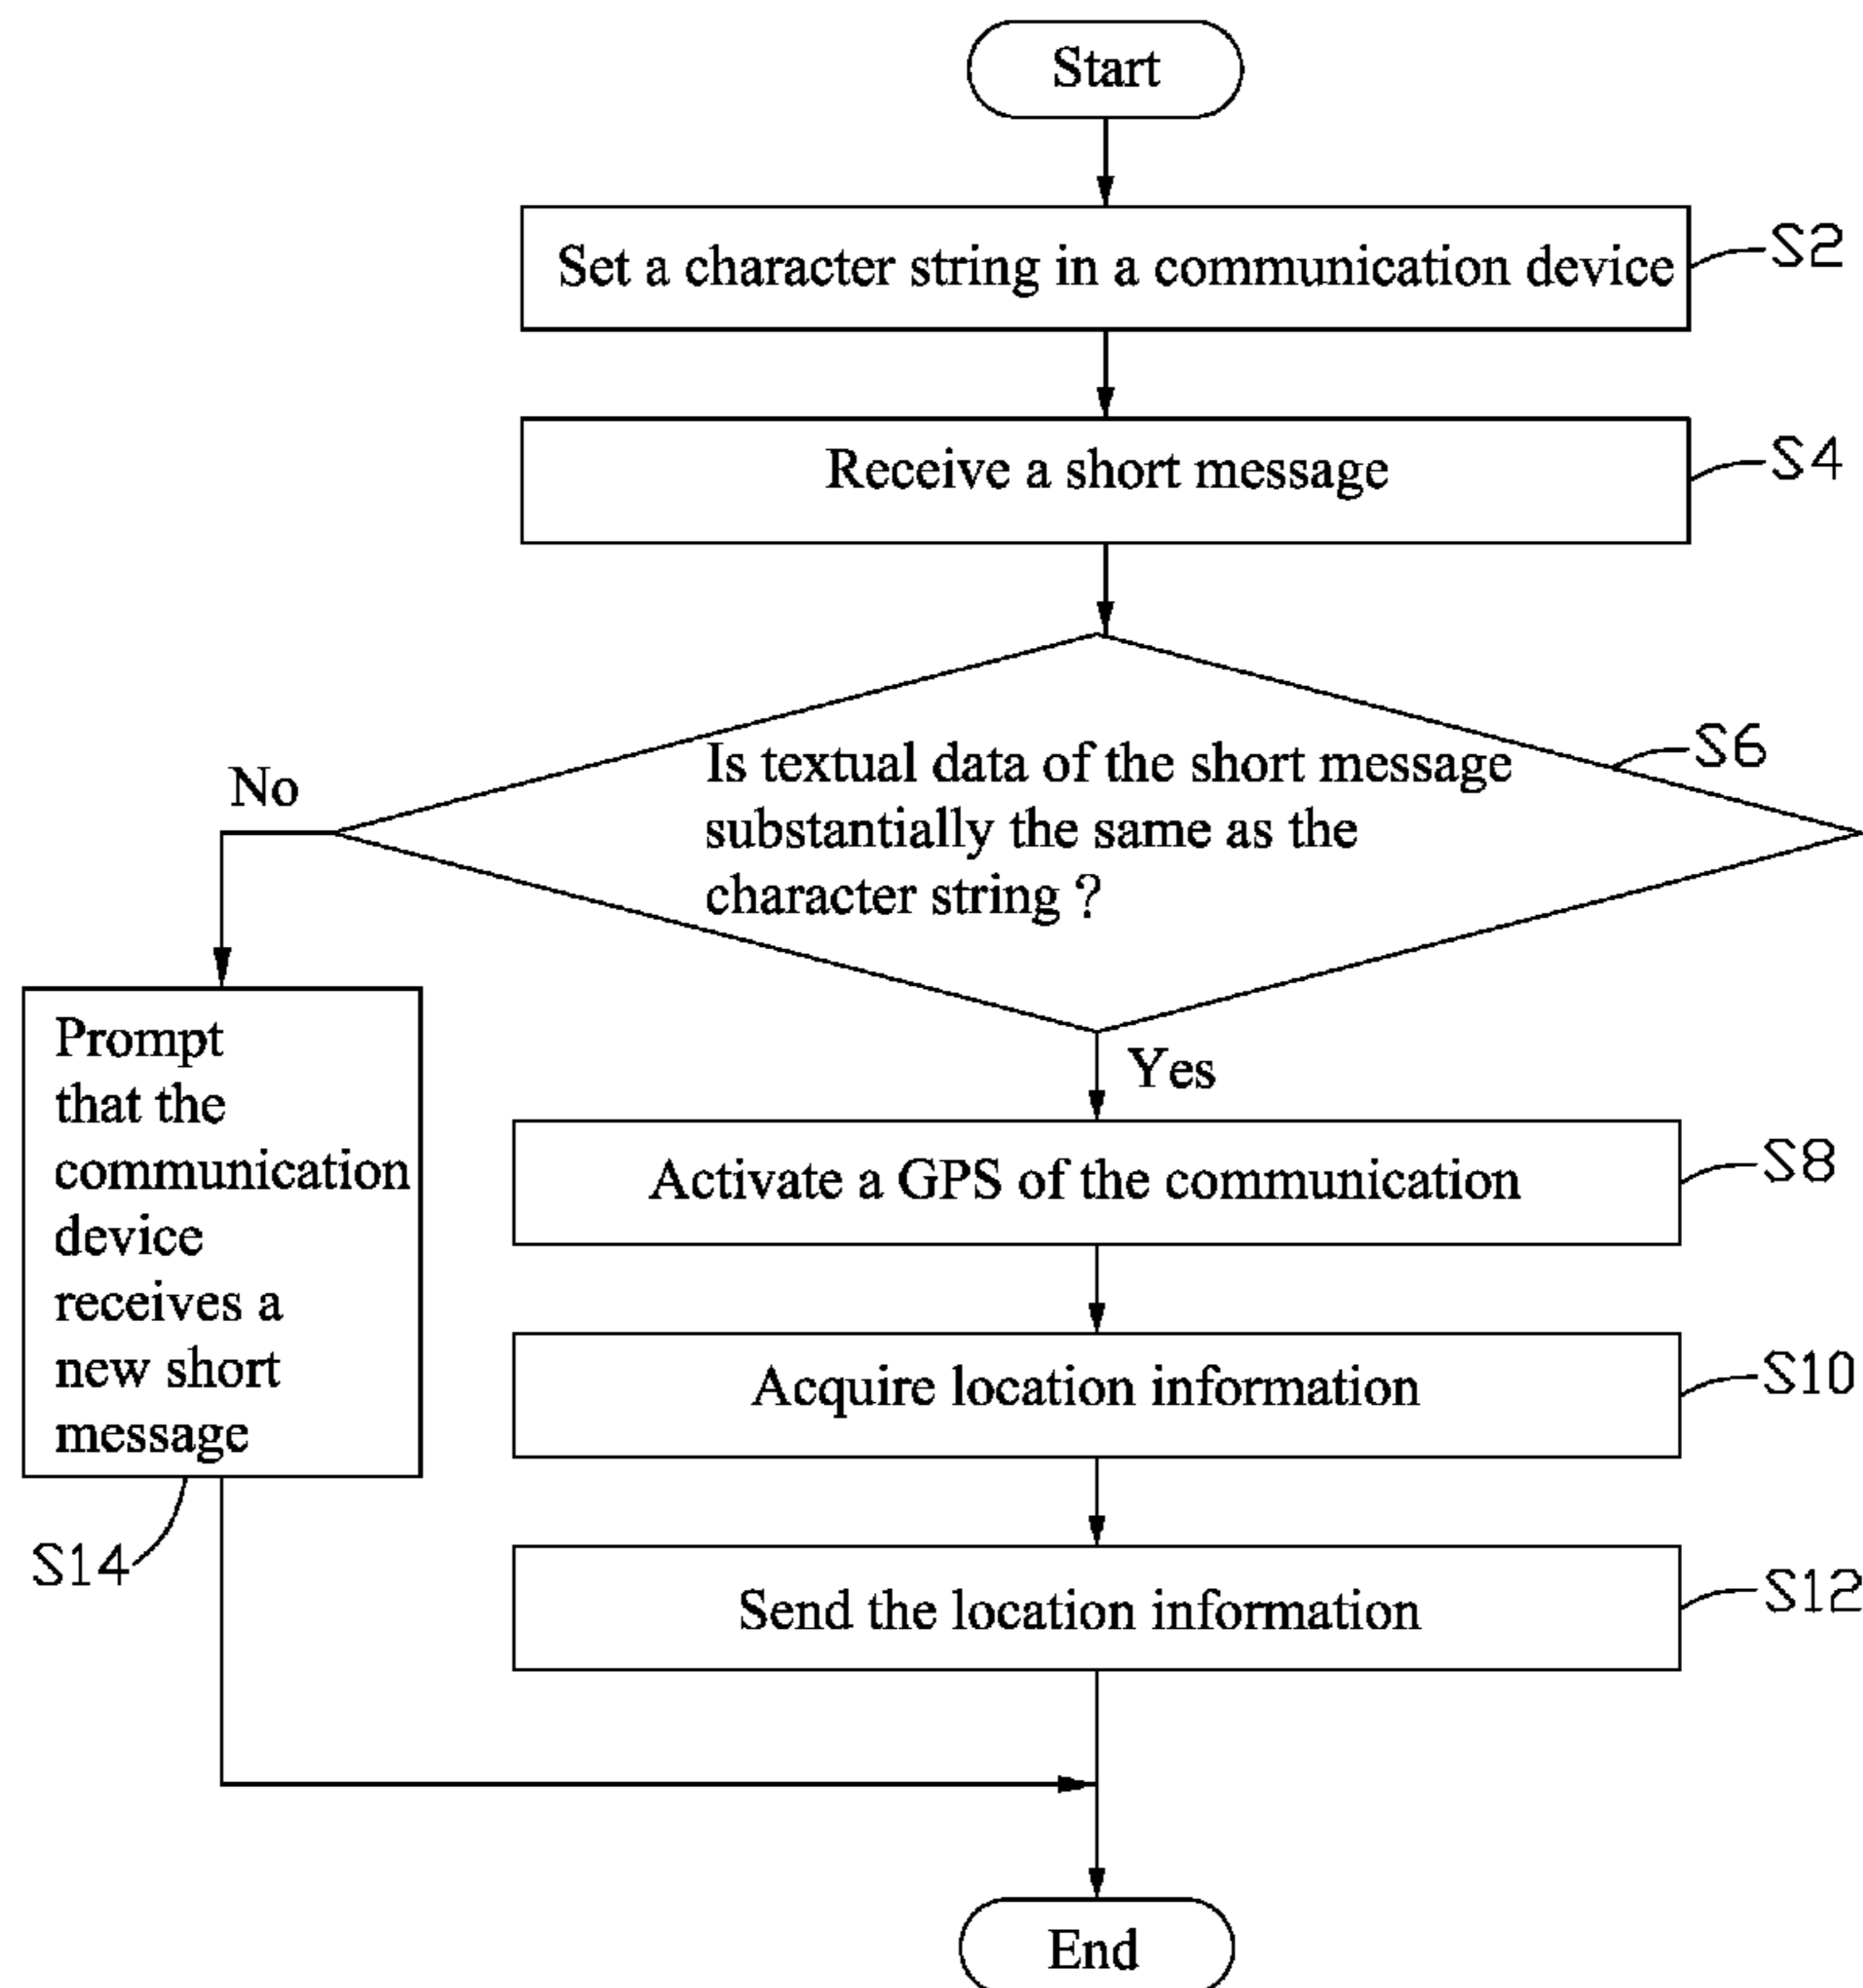 Start
Set a character string in a communication device
S2
Receive a short message
S4
Is textual data of the short message
substantially the same as the
character string ?
S6
No
Yes
Prompt
that the
communication
device
receives a
new short
message
S14
Activate a GPS of the communication
S8
Acquire location information
S10
Send the location information
S12
End